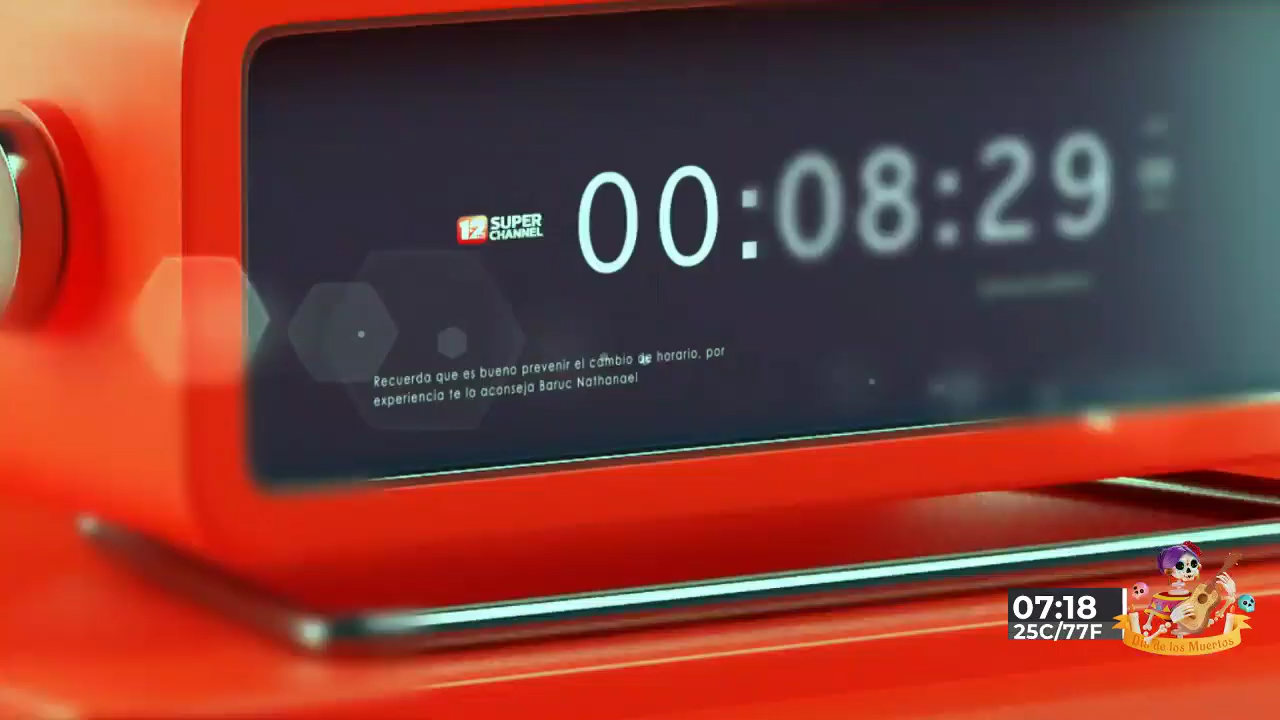 12 SUPER
CHANNEL
00:08:29
Recuerda que es bueno prevenir el cambio de horario, por
experiencia te lo aconseja Baruc Nathanael
07:18
25C/77F
Día de los Muertos